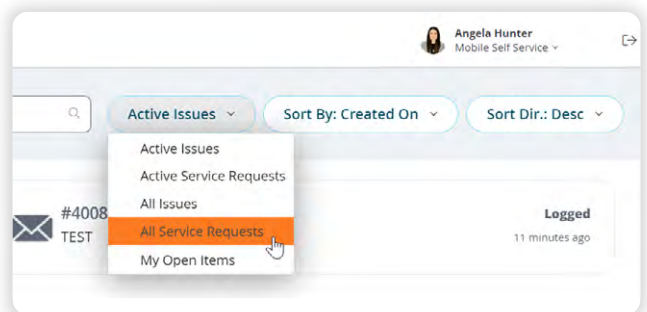 Angela Hunter
Mobile Self Service
Active Issues
Sort By: Created On
Sort Dir.: Desc
Active Issues
Active Service Requests
All Issues
All Service Requests
My Open Items
#4008
TEST
Logged
11 minutes ago